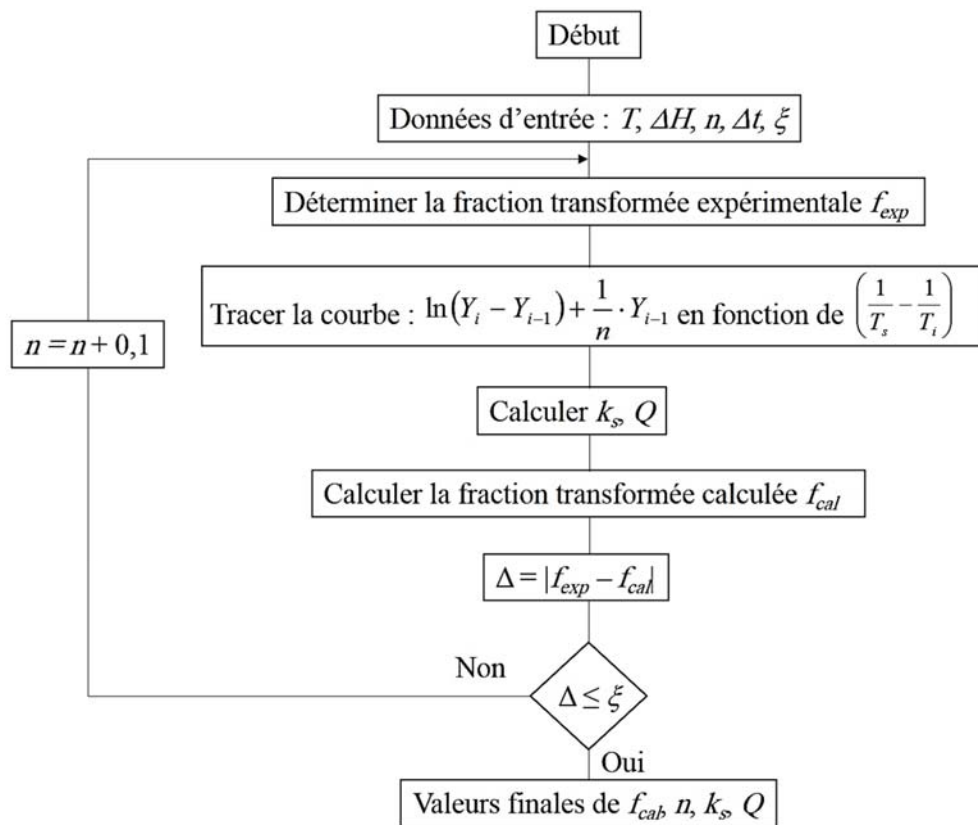 Début
Données d’entrée : T, ΔH, n, Δt, ξ
Déterminer la fraction transformée expérimentale f_exp
Tracer la courbe : ln(Y_i − Y_{i−1}) + 1/n · Y_{i−1} en fonction de (1/T_s − 1/T_i)
n = n + 0,1
Calculer k_s, Q
Calculer la fraction transformée calculée f_cal
Δ = |f_exp − f_cal|
Non
Δ ≤ ξ
Oui
Valeurs finales de f_cal, n, k_s, Q